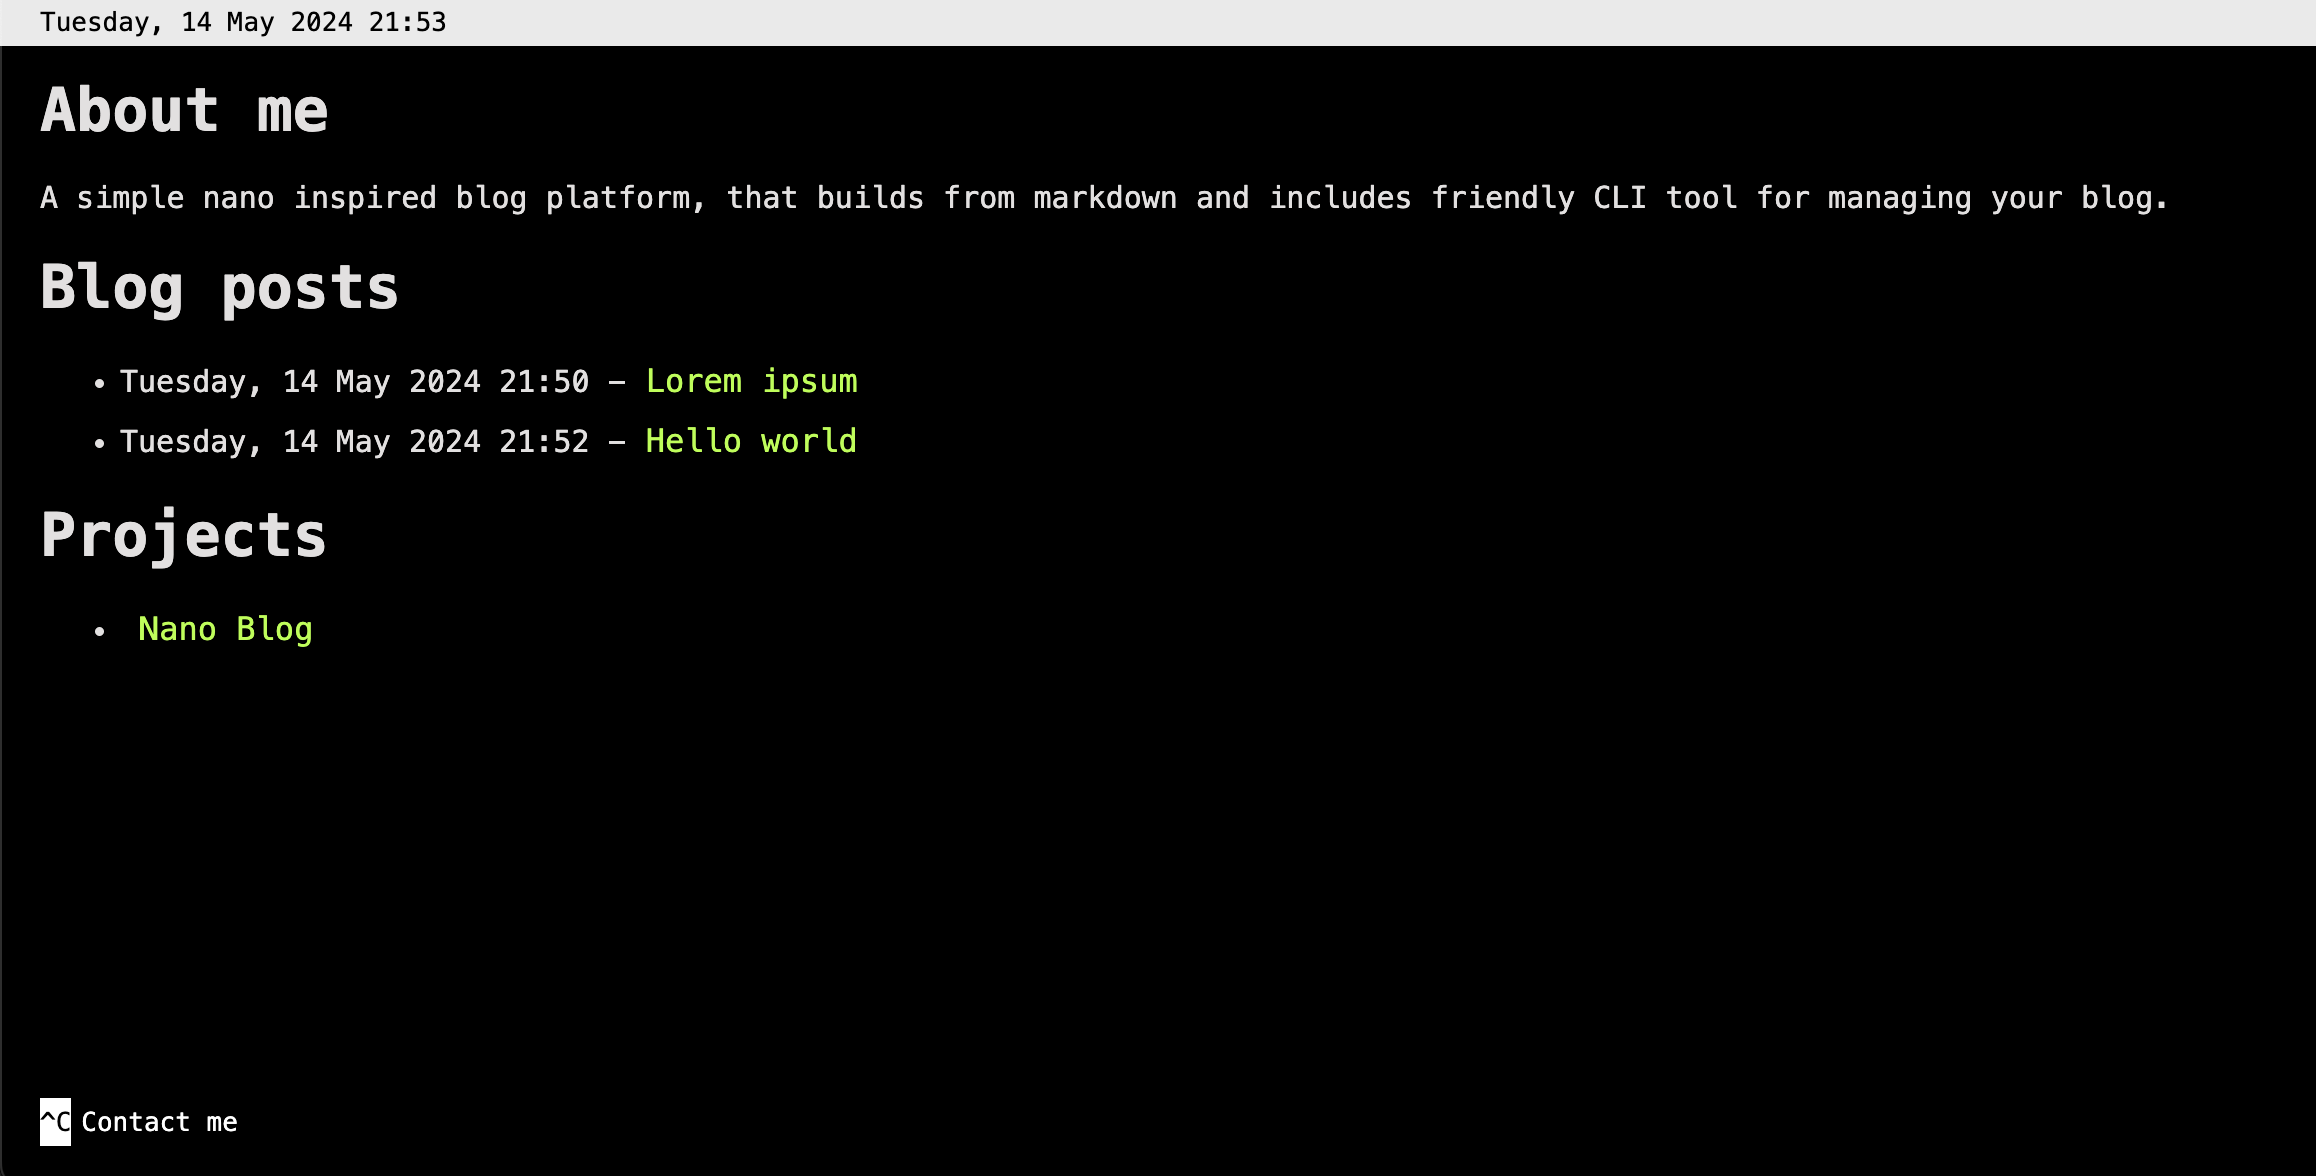 Tuesday, 14 May 2024 21:53
About me
A simple nano inspired blog platform, that builds from markdown and includes friendly CLI tool for managing your blog.
Blog posts
• Tuesday, 14 May 2024 21:50 – Lorem ipsum
• Tuesday, 14 May 2024 21:52 – Hello world
Projects
• Nano Blog
^C Contact me